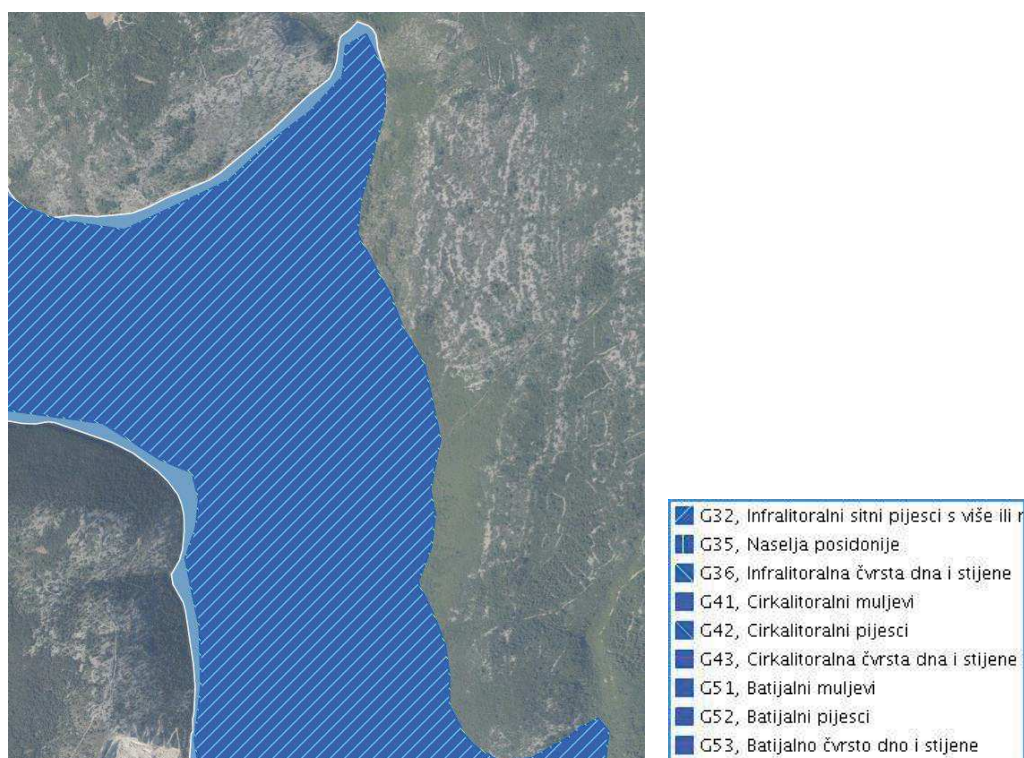 G32, Infralitoralni sitni pijesci s više ili
G35, Naselja posidonije
G36, Infralitoralna čvrsta dna i stijene
G41, Cirkalitoralni muljevi
G42, Cirkalitoralni pijesci
G43, Cirkalitoralna čvrsta dna i stijene
G51, Batijalni muljevi
G52, Batijalni pijesci
G53, Batijalno čvrsto dno i stijene